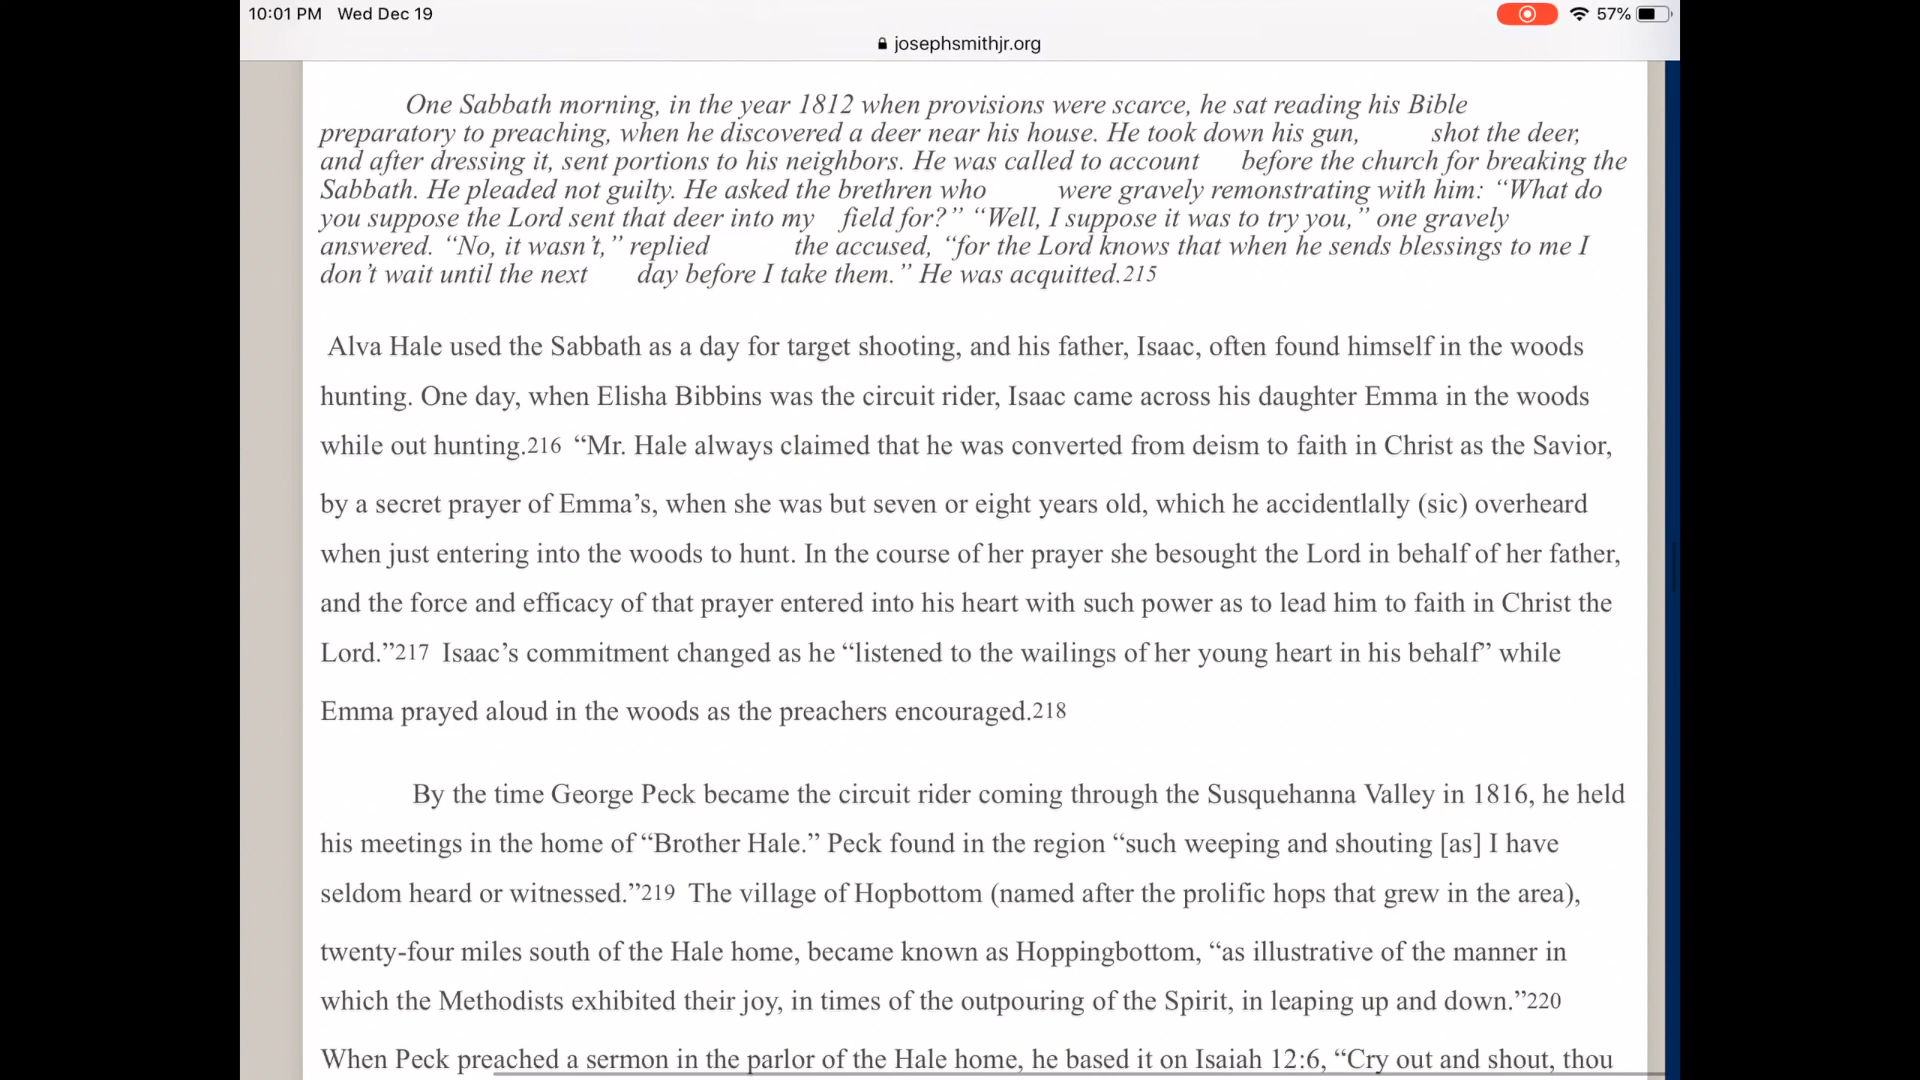 10:01 PM Wed Dec 19
57%
josephsmithjr.org
One Sabbath morning, in the year 1812 when provisions were scarce, he sat reading his Bible
preparatory to preaching, when he discovered a deer near his house. He took down his gun, shot the deer,
and after dressing it, sent portions to his neighbors. He was called to account before the church for breaking the
Sabbath. He pleaded not guilty. He asked the brethren who were gravely remonstrating with him: “What do
you suppose the Lord sent that deer into my field for?” “Well, I suppose it was to try you,” one gravely
answered. “No, it wasn’t,” replied the accused, “for the Lord knows that when he sends blessings to me I
don’t wait until the next day before I take them.” He was acquitted.215
Alva Hale used the Sabbath as a day for target shooting, and his father, Isaac, often found himself in the woods
hunting. One day, when Elisha Bibbins was the circuit rider, Isaac came across his daughter Emma in the woods
while out hunting.216 “Mr. Hale always claimed that he was converted from deism to faith in Christ as the Savior,
by a secret prayer of Emma’s, when she was but seven or eight years old, which he accidentlally (sic) overheard
when just entering into the woods to hunt. In the course of her prayer she besought the Lord in behalf of her father,
and the force and efficacy of that prayer entered into his heart with such power as to lead him to faith in Christ the
Lord.”217 Isaac’s commitment changed as he “listened to the wailings of her young heart in his behalf” while
Emma prayed aloud in the woods as the preachers encouraged.218
By the time George Peck became the circuit rider coming through the Susquehanna Valley in 1816, he held
his meetings in the home of “Brother Hale.” Peck found in the region “such weeping and shouting [as] I have
seldom heard or witnessed.”219 The village of Hopbottom (named after the prolific hops that grew in the area),
twenty-four miles south of the Hale home, became known as Hoppingbottom, “as illustrative of the manner in
which the Methodists exhibited their joy, in times of the outpouring of the Spirit, in leaping up and down.”220
When Peck preached a sermon in the parlor of the Hale home, he based it on Isaiah 12:6, “Cry out and shout, thou